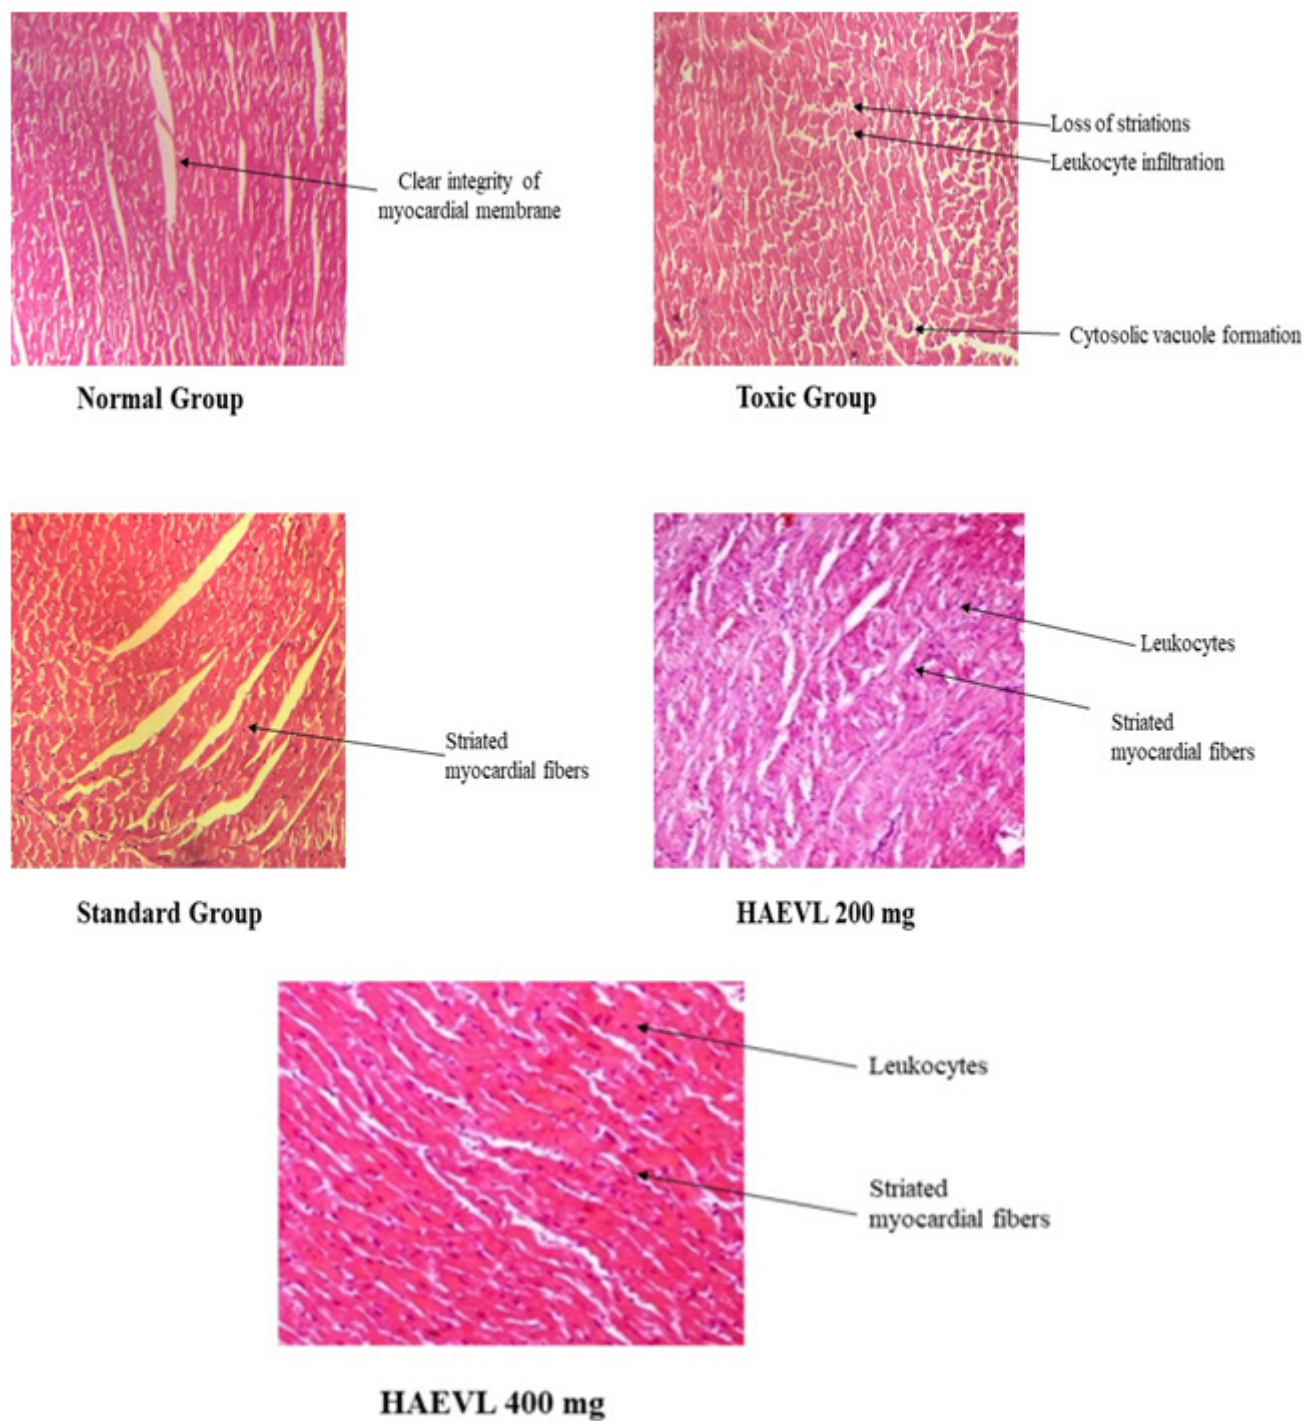 Clear integrity of
myocardial membrane
Normal Group
Loss of striations
Leukocyte infiltration
Cytosolic vacuole formation
Toxic Group
Striated
myocardial fibers
Standard Group
Leukocytes
Striated
myocardial fibers
HAEVL 200 mg
Leukocytes
Striated
myocardial fibers
HAEVL 400 mg